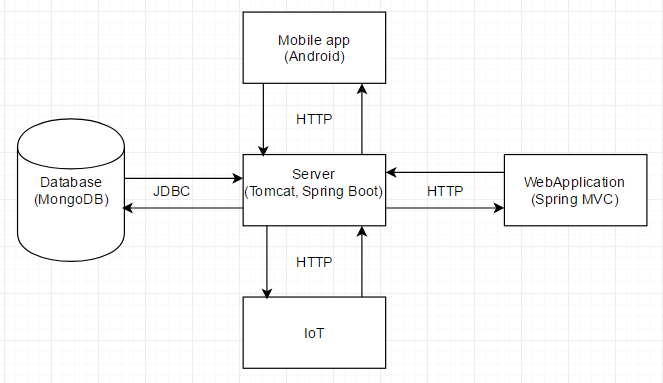 Mobile app
(Android)
HTTP
Database
(MongoDB)
JDBC
Server
(Tomcat, Spring Boot)
HTTP
WebApplication
(Spring MVC)
HTTP
IoT